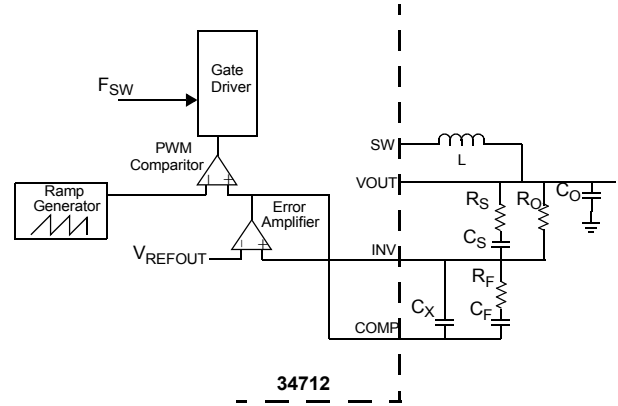 Gate
Driver
FSW
PWM
Comparitor
Ramp
Generator
Error
Amplifier
VREFOUT
SW
L
VOUT
RS
RO
CO
CS
INV
RF
CX
CF
COMP
34712